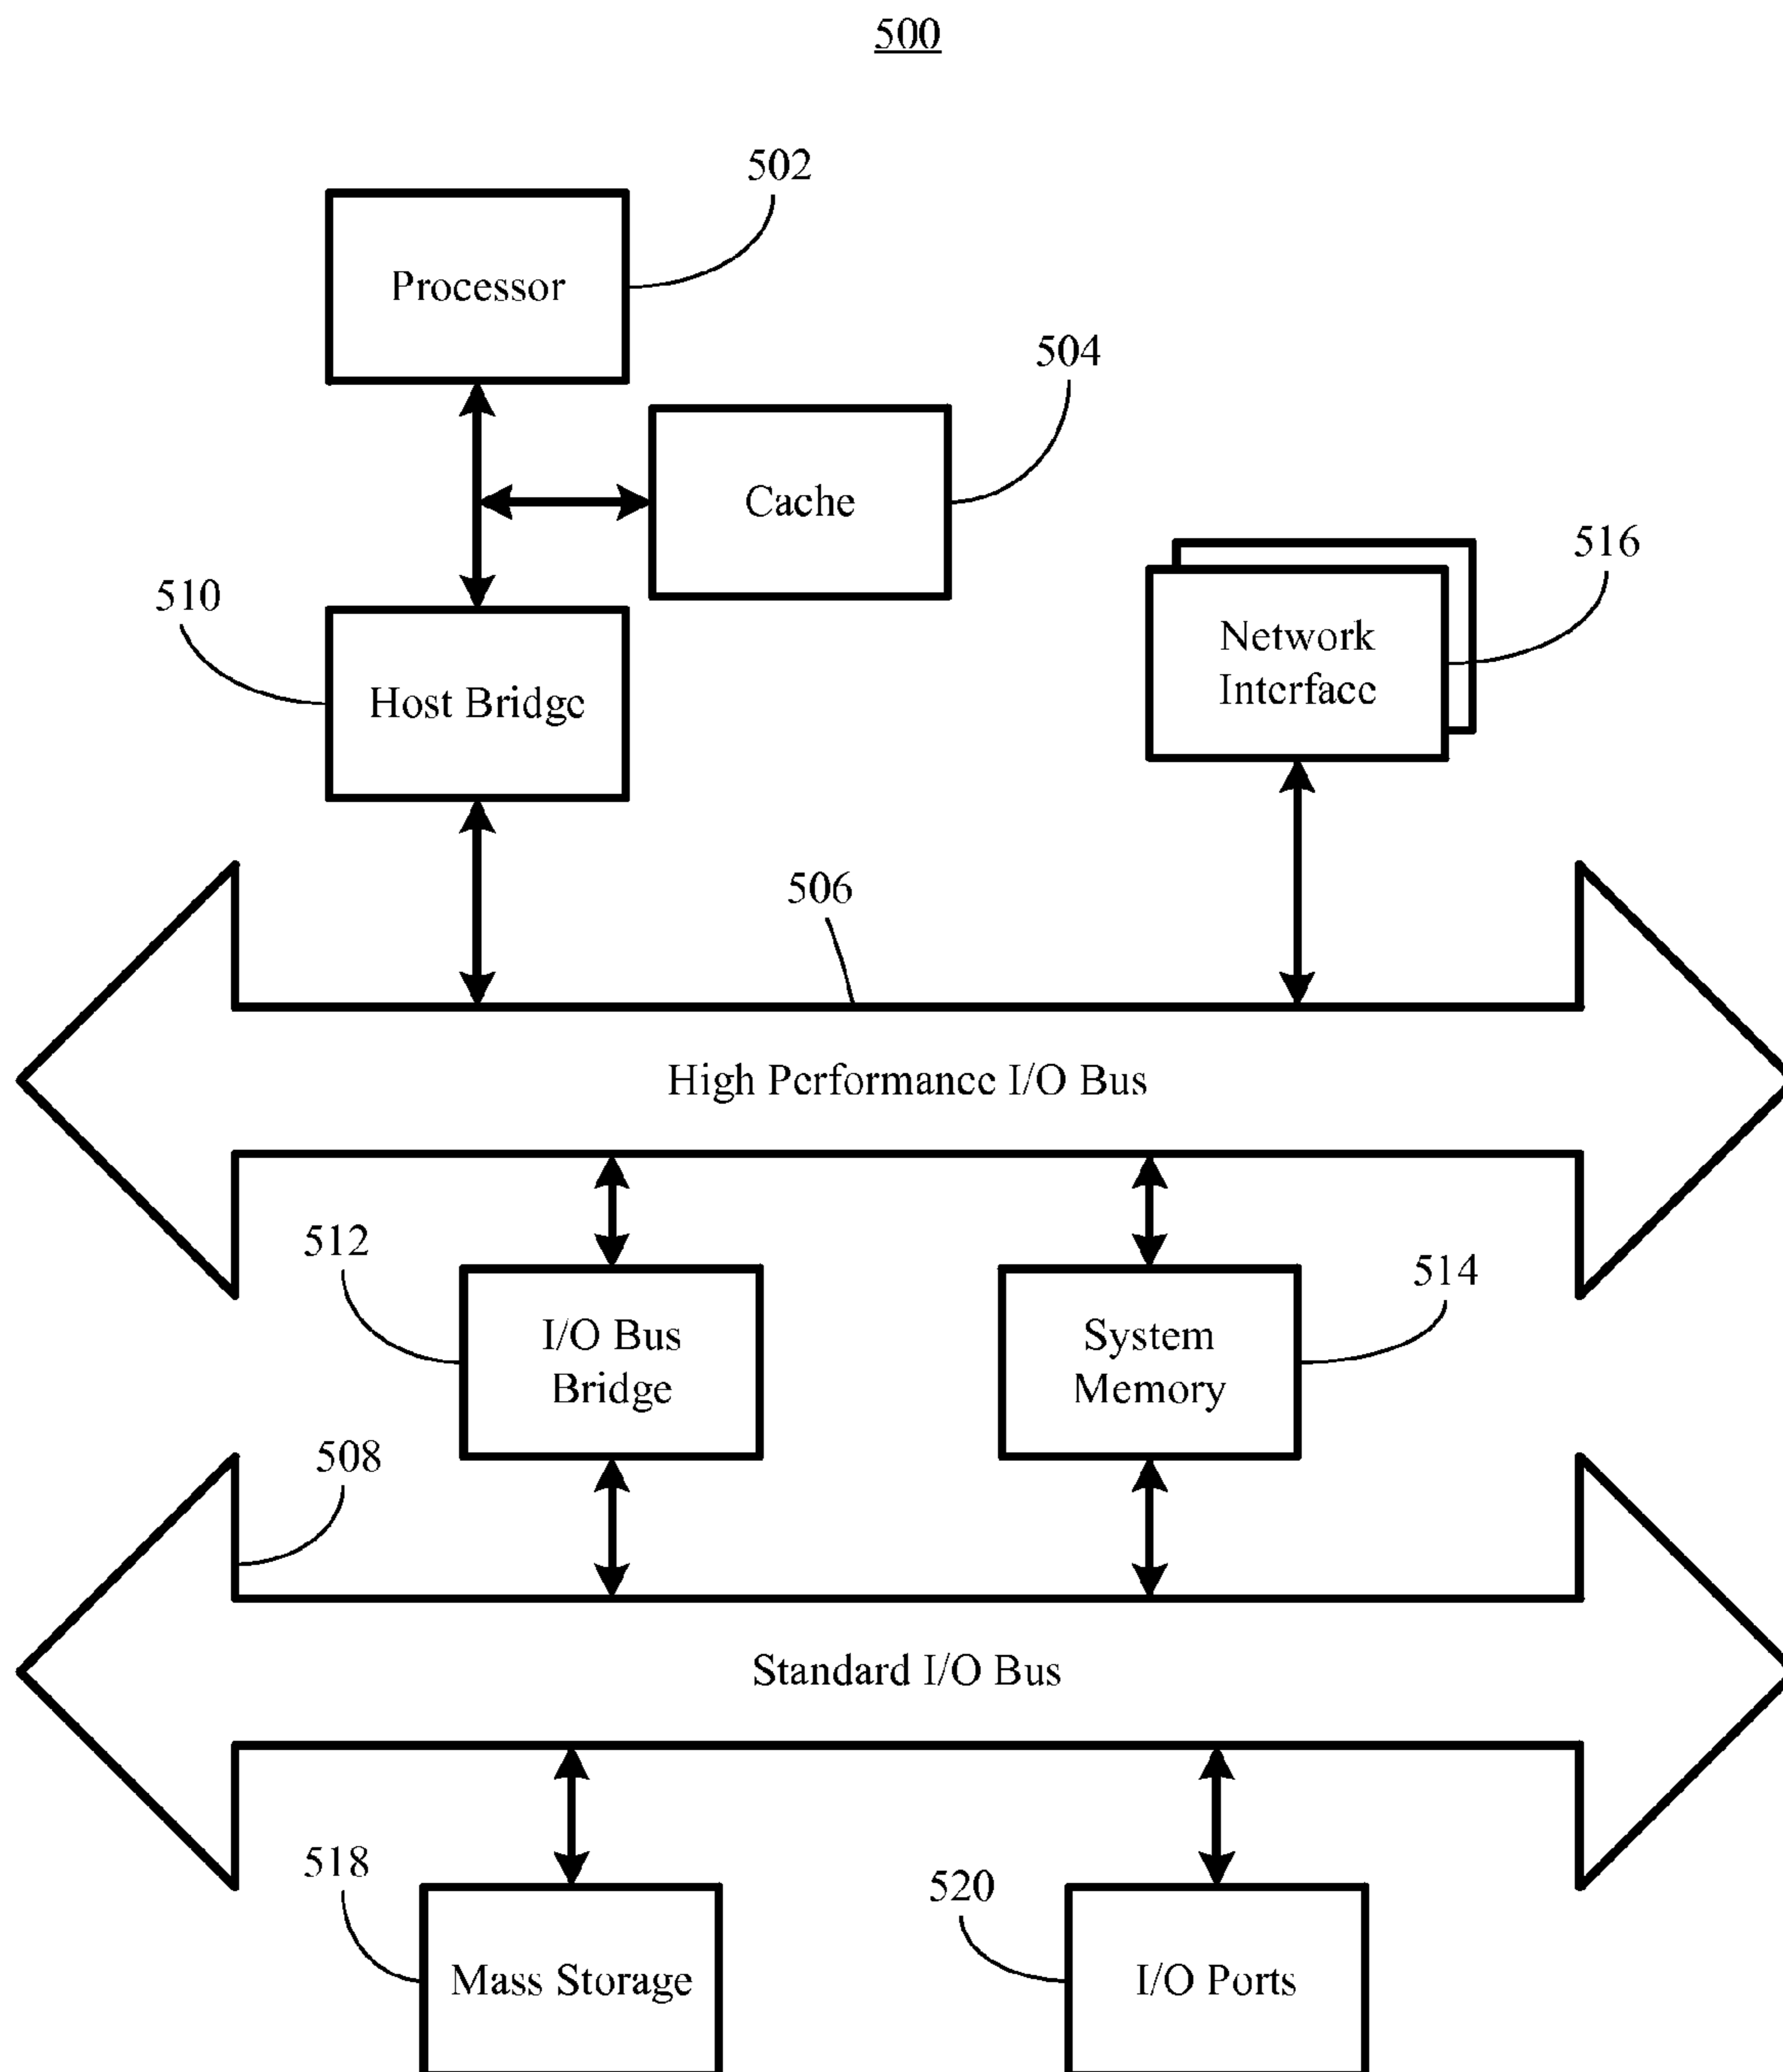 500
502
Processor
504
Cache
516
510
Network
Interface
Host Bridge
506
High Performance I/O Bus
512
514
I/O Bus
Bridge
System
Memory
508
Standard I/O Bus
518
520
Mass Storage
I/O Ports